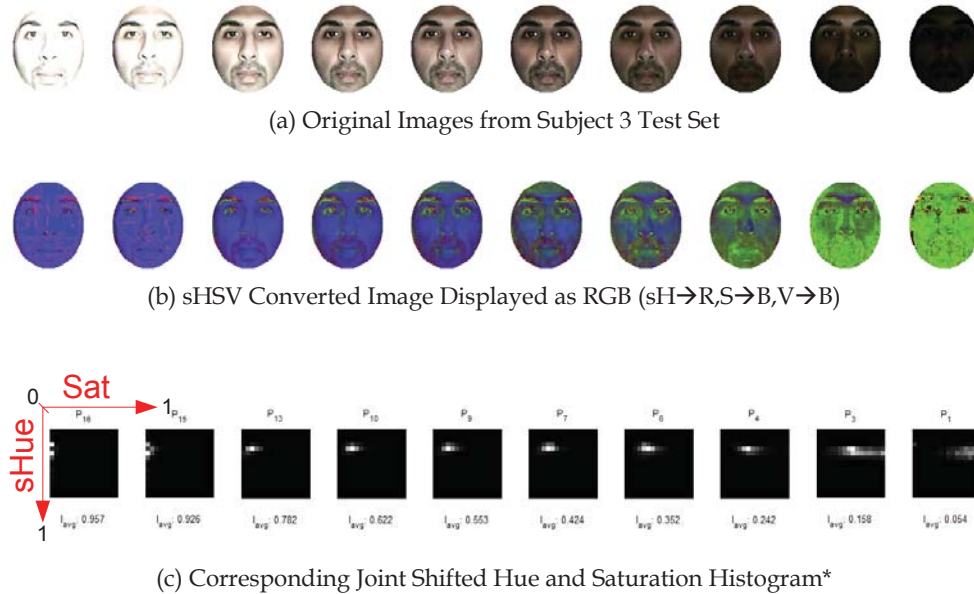 (a) Original Images from Subject 3 Test Set
(b) sHSV Converted Image Displayed as RGB (sH→R,S→B,V→B)
0 Sat 1
sHue
1
P16 P15 P13 P10 P9 P7 P6 P4 P3 P1
Iavg: 0.957 Iavg: 0.926 Iavg: 0.782 Iavg: 0.622 Iavg: 0.553 Iavg: 0.424 Iavg: 0.352 Iavg: 0.242 Iavg: 0.158 Iavg: 0.054
(c) Corresponding Joint Shifted Hue and Saturation Histogram*